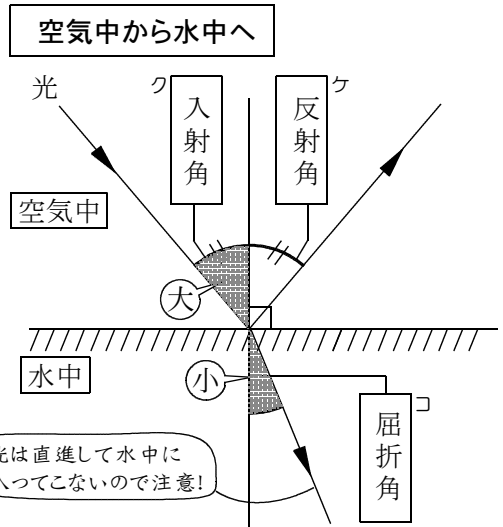 空気中から水中へ
光
ク
入射角
ケ
反射角
空気中
大
水中
小
コ
屈折角
は直進して水中に
ってこないので注意!